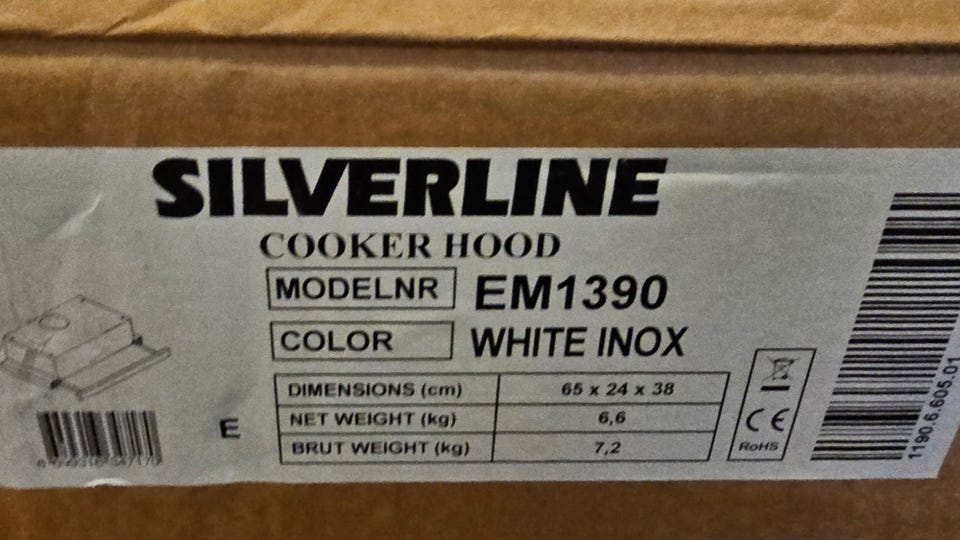 SILVERLINE
COOKER HOOD
MODELNR EM1390
COLOR WHITE INOX
DIMENSIONS (cm) 65 x 24 x 38
NET WEIGHT (kg) 6,6
BRUT WEIGHT (kg) 7,2
E
CE
RoHS
1190.6.605.01